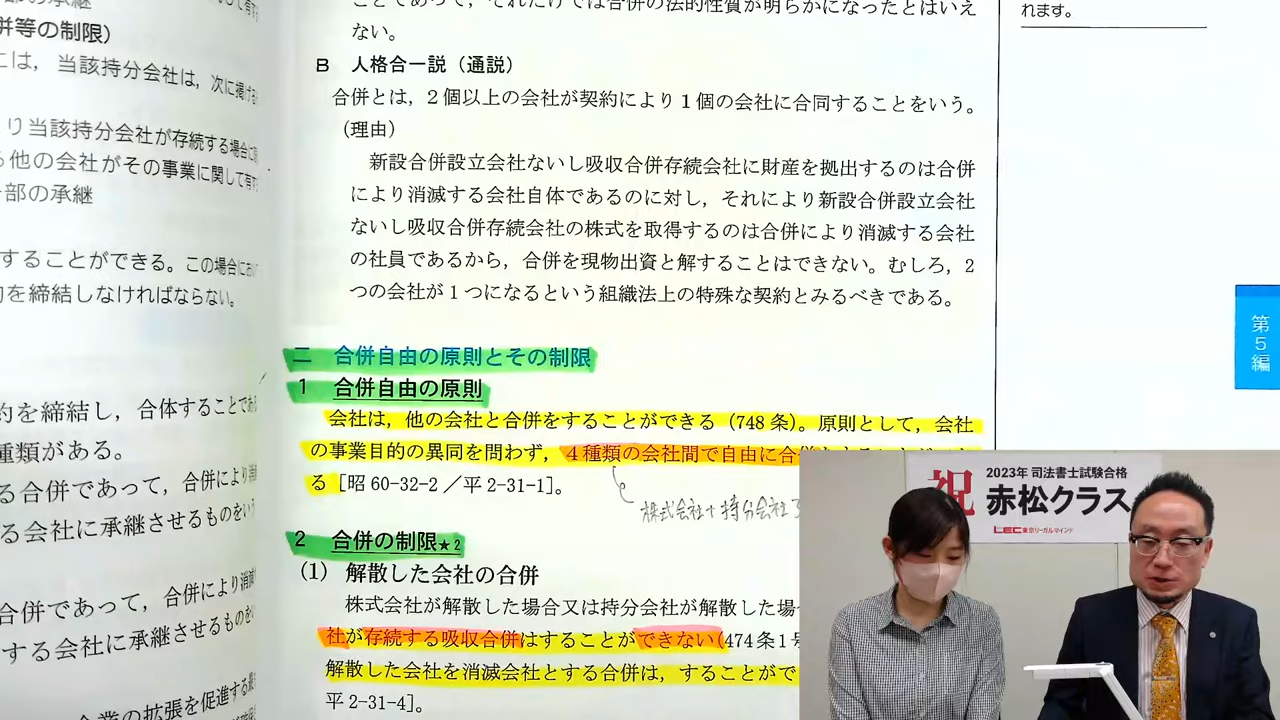 ことであって，それだけでは合併の法的性質が明らかになったとはいえ
ない。
B　人格合一説（通説）
合併とは，2個以上の会社が契約により1個の会社に合同することをいう。
（理由）
新設合併設立会社ないし吸収合併存続会社に財産を拠出するのは合併
により消滅する会社自体であるのに対し，それにより新設合併設立会社
ないし吸収合併存続会社の株式を取得するのは合併により消滅する会社
の社員であるから，合併を現物出資と解することはできない。むしろ，2
つの会社が1つになるという組織法上の特殊な契約とみるべきである。
二　合併自由の原則とその制限
1　合併自由の原則
会社は，他の会社と合併をすることができる（748条）。原則として，会社
の事業目的の異同を問わず，4種類の会社間で自由に合
る［昭60-32-2／平2-31-1］。
株式会社+持分会社3
2　合併の制限★2
(1)　解散した会社の合併
株式会社が解散した場合又は持分会社が解散した場
社が存続する吸収合併はすることができない（474条1号
解散した会社を消滅会社とする合併は，することがで
平2-31-4］。
れます。
第5編
の承継
併等の制限）
は，当該持分会社は，次に掲げる
り当該持分会社が存続する場合に
他の会社がその事業に関して有す
部の承継
することができる。この場合にお
を締結しなければならない。
約を締結し，合体することで
種類がある。
る合併であって，合併により消
る会社に承継させるものをいう
合併であって，合併により消
する会社に承継させるものをい
企業の拡張を促進する
祝
2023年 司法書士試験合格
赤松クラス
LEC東京リーガルマインド